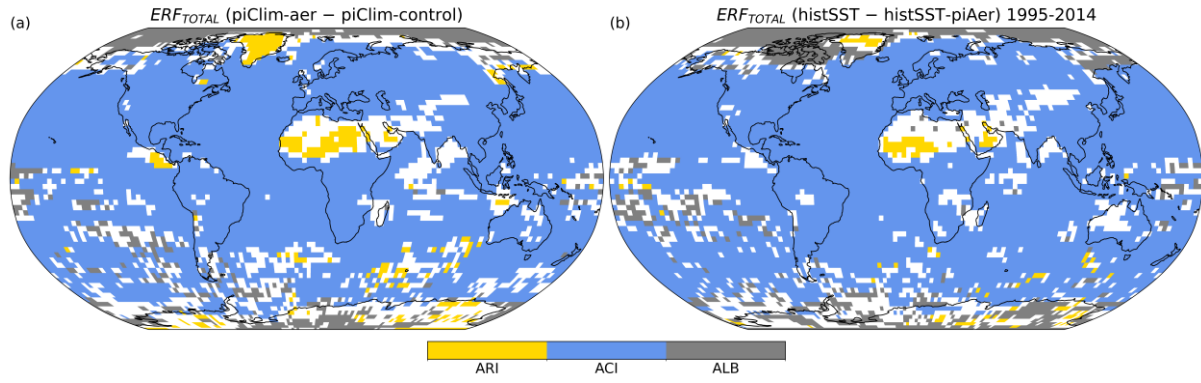 (a)
ERF_TOTAL (piClim-aer − piClim-control)
(b)
ERF_TOTAL (histSST − histSST-piAer) 1995-2014
ARI
ACI
ALB